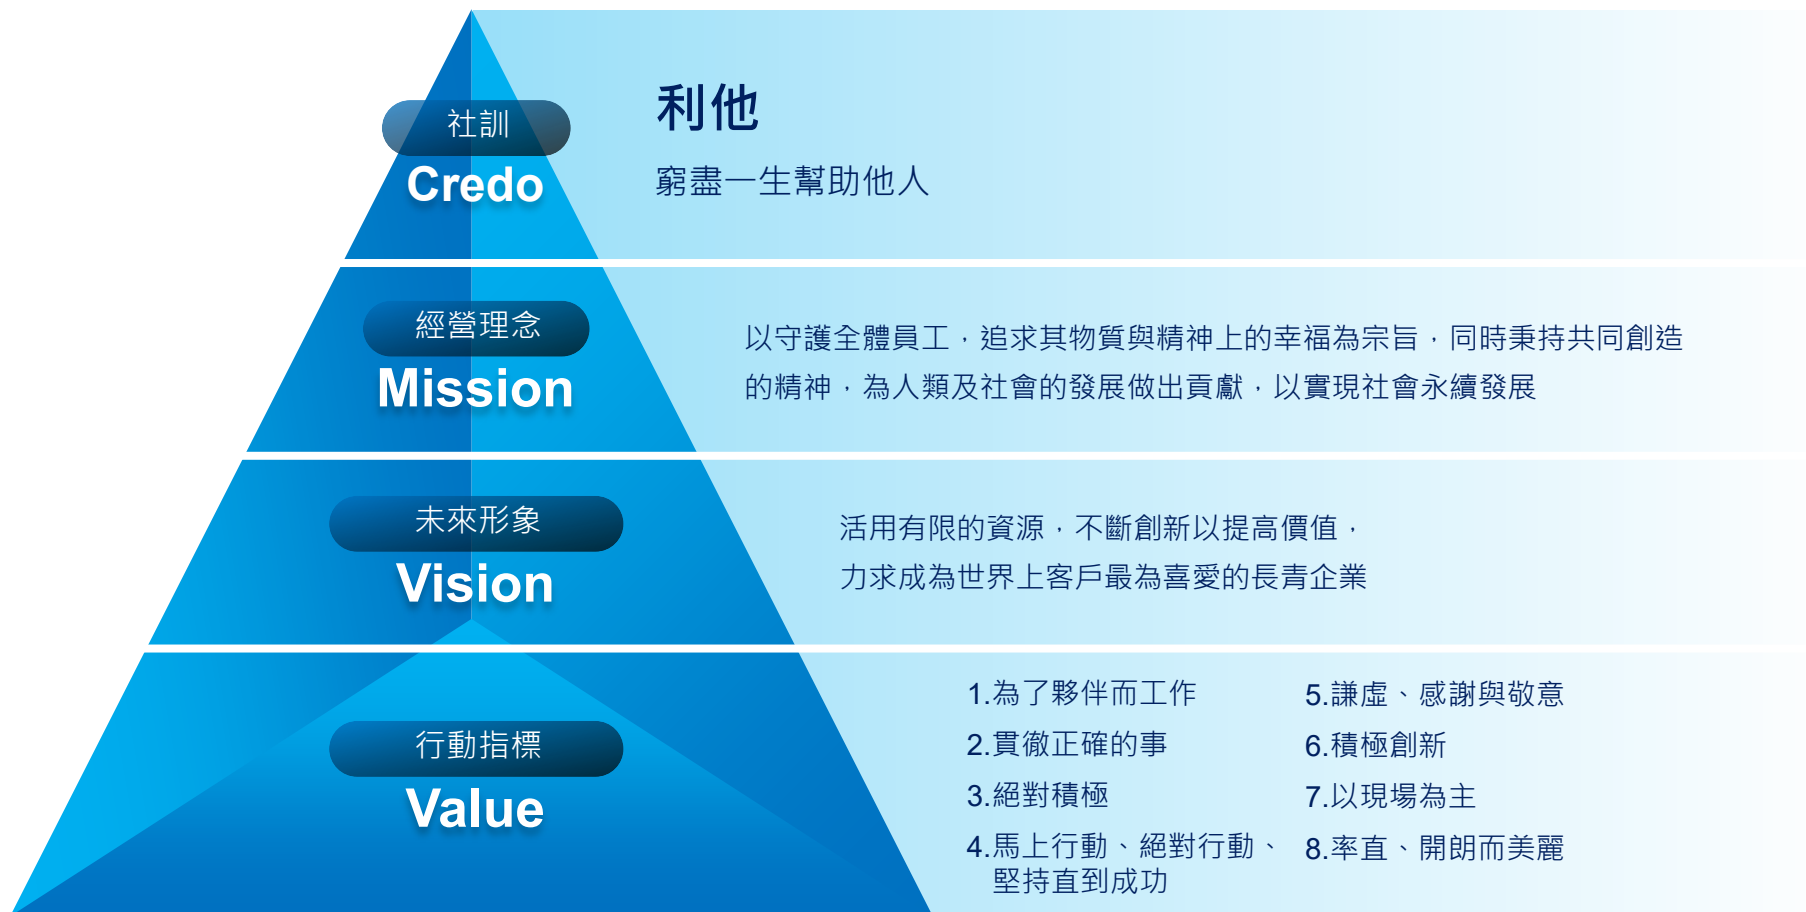 社訓
Credo
利他
窮盡一生幫助他人
經營理念
Mission
以守護全體員工，追求其物質與精神上的幸福為宗旨，同時秉持共同創造
的精神，為人類及社會的發展做出貢獻，以實現社會永續發展
未來形象
Vision
活用有限的資源，不斷創新以提高價值，
力求成為世界上客戶最為喜愛的長青企業
行動指標
Value
1.為了夥伴而工作
2.貫徹正確的事
3.絕對積極
4.馬上行動、絕對行動、
堅持直到成功
5.謙虛、感謝與敬意
6.積極創新
7.以現場為主
8.率直、開朗而美麗